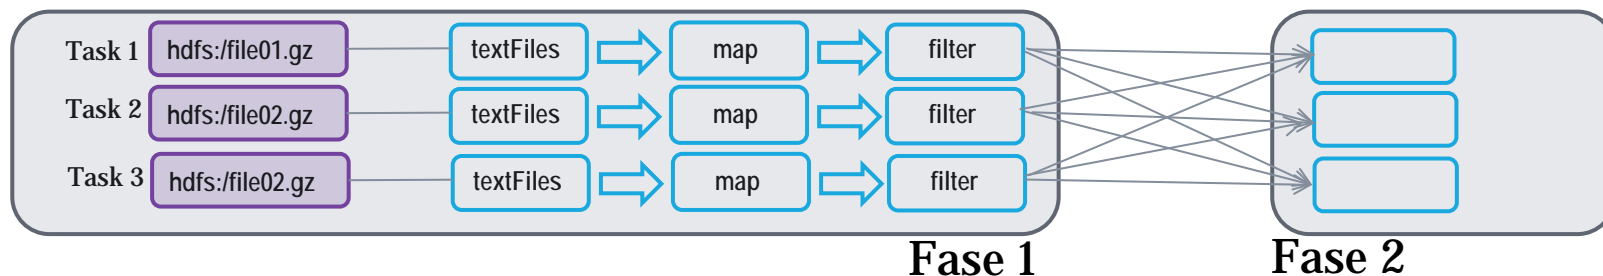 Task 1 hdfs:/file01.gz textFiles map filter
Task 2 hdfs:/file02.gz textFiles map filter
Task 3 hdfs:/file02.gz textFiles map filter
Fase 1 Fase 2